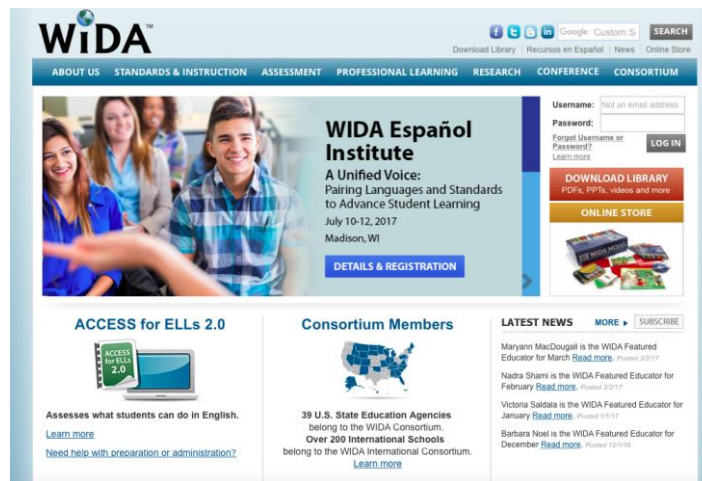 WiDA™
Google Custom S
SEARCH
Download Library
Recursos en Español
News
Online Store
ABOUT US
STANDARDS & INSTRUCTION
ASSESSMENT
PROFESSIONAL LEARNING
RESEARCH
CONFERENCE
CONSORTIUM
WIDA Español
Institute
A Unified Voice:
Pairing Languages and Standards
to Advance Student Learning
July 10-12, 2017
Madison, WI
DETAILS & REGISTRATION
Username: Not an email address
Password:
Forgot Username or
Password?
Learn more
LOG IN
DOWNLOAD LIBRARY
PDFs, PPTs, videos and more
ONLINE STORE
ACCESS for ELLs 2.0
ACCESS
for ELLs
2.0
Assesses what students can do in English.
Learn more
Need help with preparation or administration?
Consortium Members
39 U.S. State Education Agencies
belong to the WIDA Consortium.
Over 200 International Schools
belong to the WIDA International Consortium.
Learn more
LATEST NEWS
MORE
SUBSCRIBE
Maryann MacDougall is the WIDA Featured
Educator for March Read more. Posted 3/2/17
Nadra Shami is the WIDA Featured Educator for
February Read more. Posted 2/2/17
Victoria Saldala is the WIDA Featured Educator for
January Read more. Posted 1/1/17
Barbara Noel is the WIDA Featured Educator for
December Read more. Posted 12/1/16